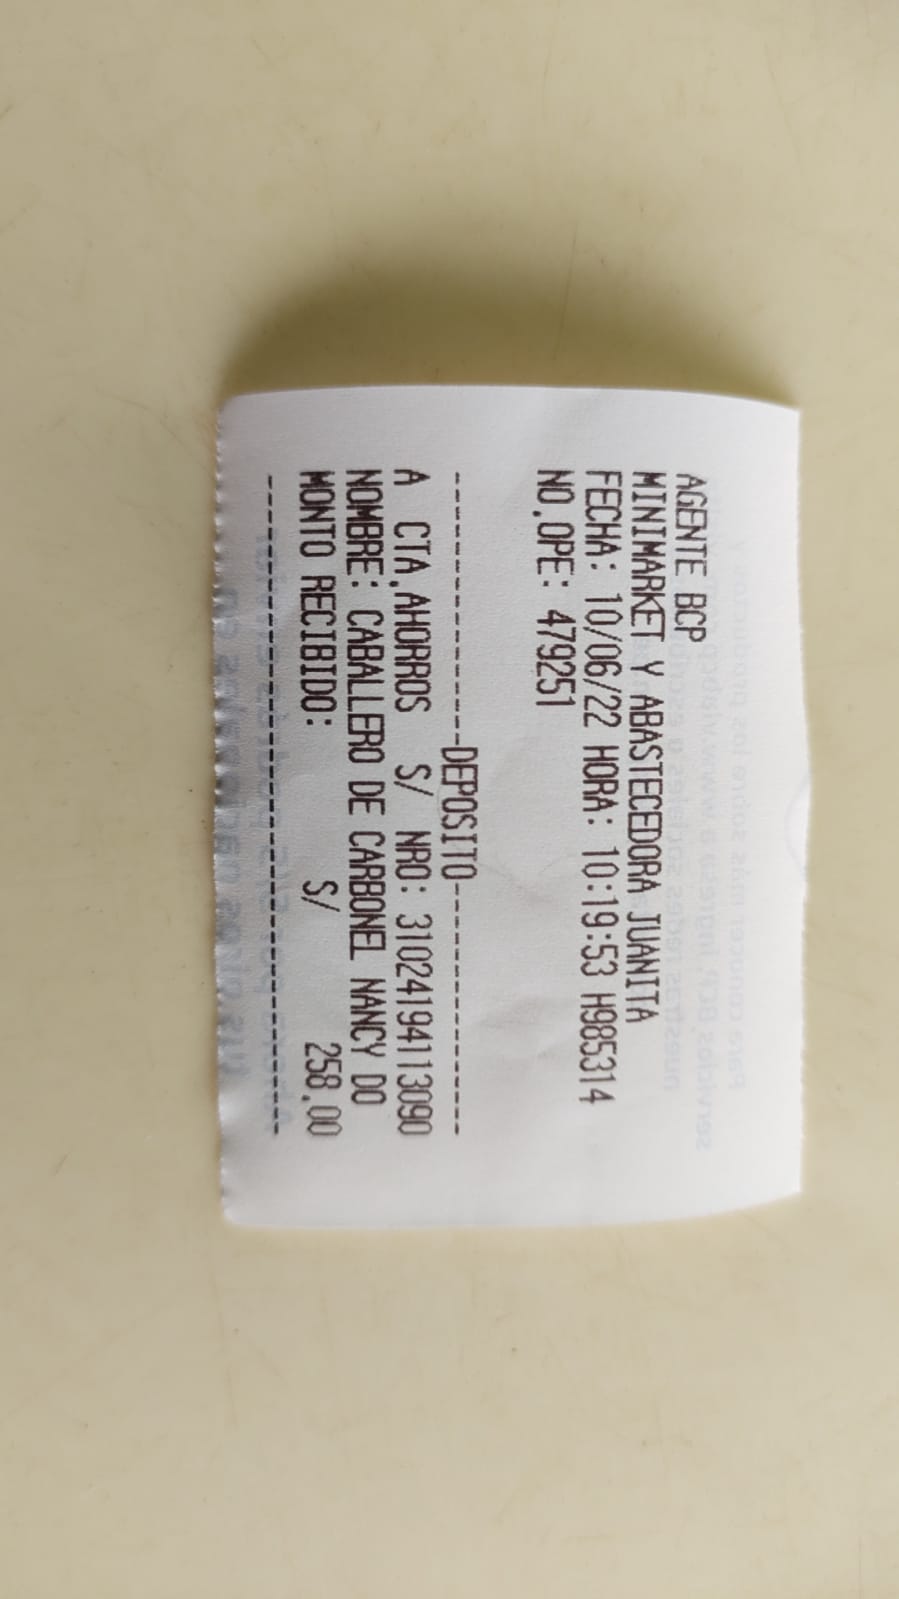 AGENTE BCP
MINIMARKET Y ABASTECEDORA JUANITA
FECHA: 10/06/22 HORA: 10:19:53 H985314
NO.OPE: 479251
-----------------DEPOSITO-----------------
A CTA.AHORROS S/ NRO: 31024194113090
NOMBRE: CABALLERO DE CARBONEL NANCY DO
MONTO RECIBIDO: S/ 258.00
------------------------------------------